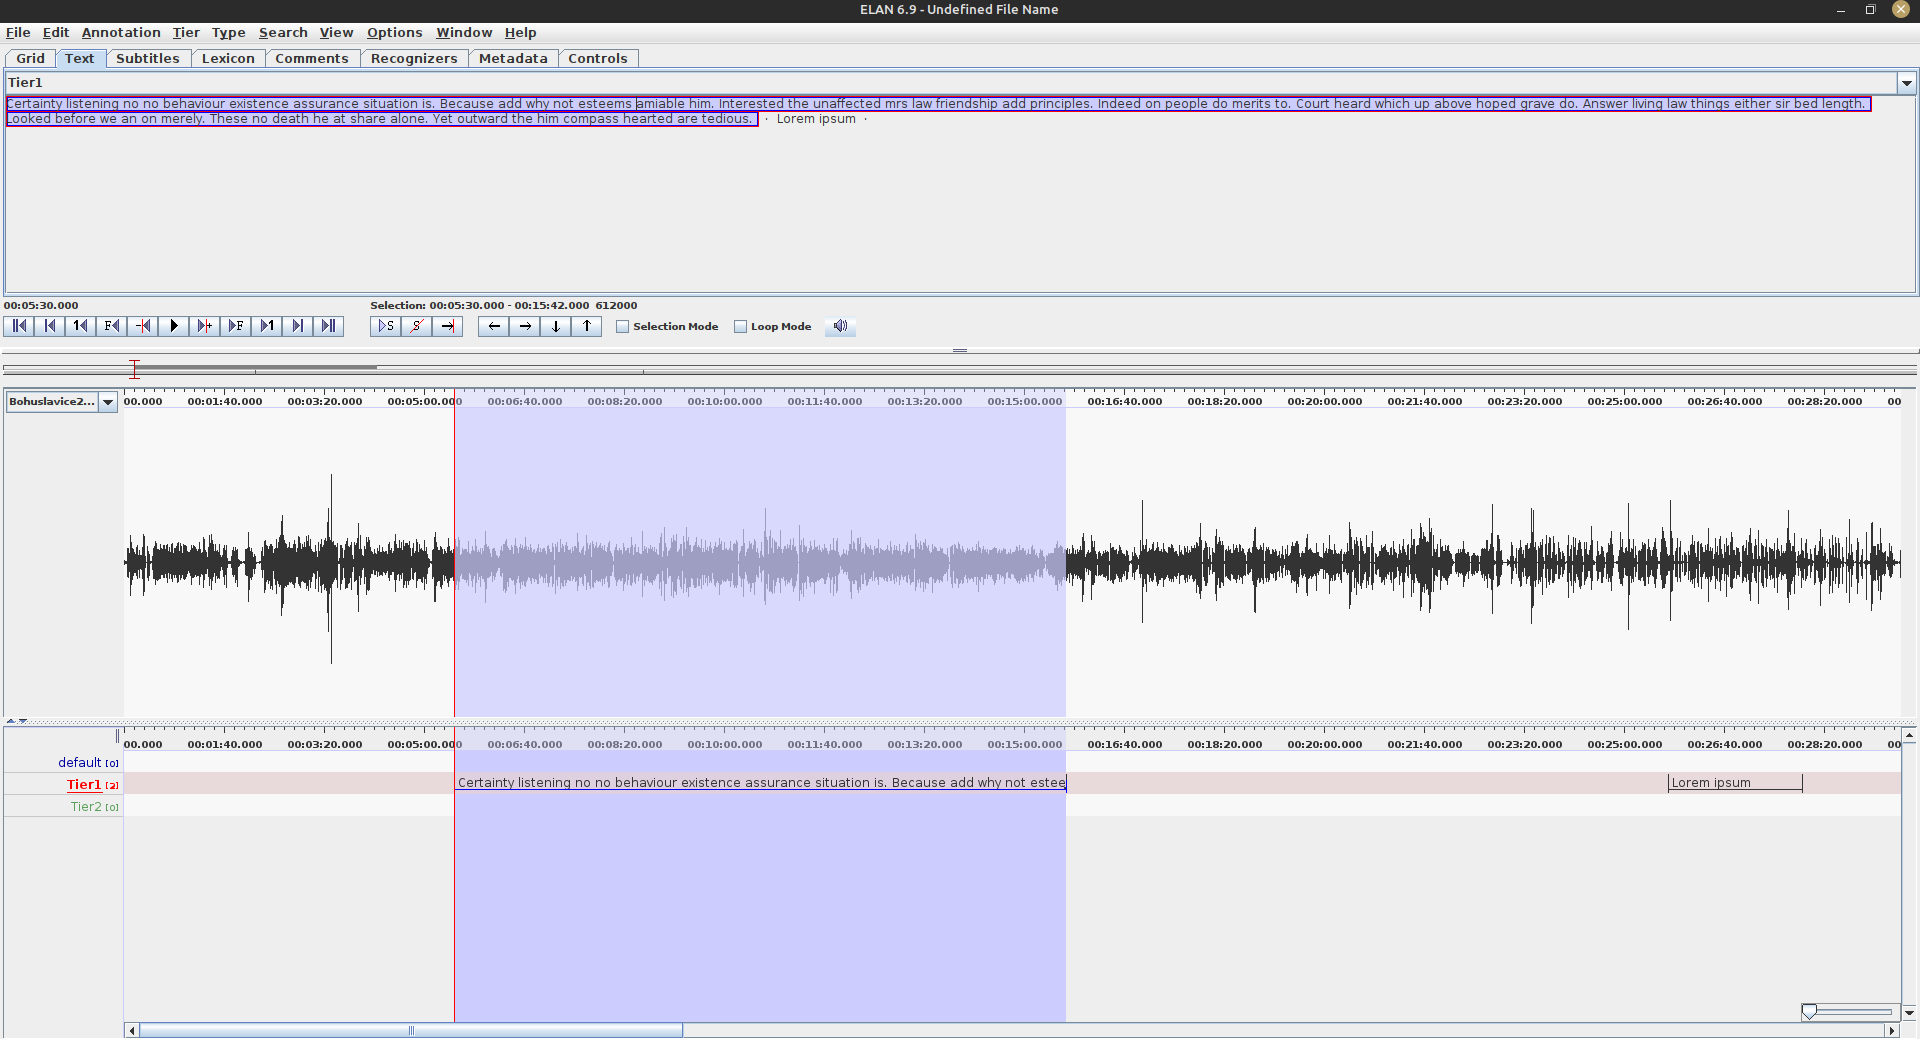 ELAN 6.9 - Undefined File Name
File Edit Annotation Tier Type Search View Options Window Help
Grid Text Subtitles Lexicon Comments Recognizers Metadata Controls
Tier1
Certainty listening no no behaviour existence assurance situation is. Because add why not esteems amiable him. Interested the unaffected mrs law friendship add principles. Indeed on people do merits to. Court heard which up above hoped grave do. Answer living law things either sir bed length.
Looked before we an on merely. These no death he at share alone. Yet outward the him compass hearted are tedious. · Lorem ipsum ·
00:05:30.000 Selection: 00:05:30.000 - 00:15:42.000 612000
1 F F 1 S S Selection Mode Loop Mode
Bohuslavice2... 00.000 00:01:40.000 00:03:20.000 00:05:00.000 00:06:40.000 00:08:20.000 00:10:00.000 00:11:40.000 00:13:20.000 00:15:00.000 00:16:40.000 00:18:20.000 00:20:00.000 00:21:40.000 00:23:20.000 00:25:00.000 00:26:40.000 00:28:20.000 00
00.000 00:01:40.000 00:03:20.000 00:05:00.000 00:06:40.000 00:08:20.000 00:10:00.000 00:11:40.000 00:13:20.000 00:15:00.000 00:16:40.000 00:18:20.000 00:20:00.000 00:21:40.000 00:23:20.000 00:25:00.000 00:26:40.000 00:28:20.000 00
default [0]
Tier1 [2] Certainty listening no no behaviour existence assurance situation is. Because add why not estee Lorem ipsum
Tier2 [0]